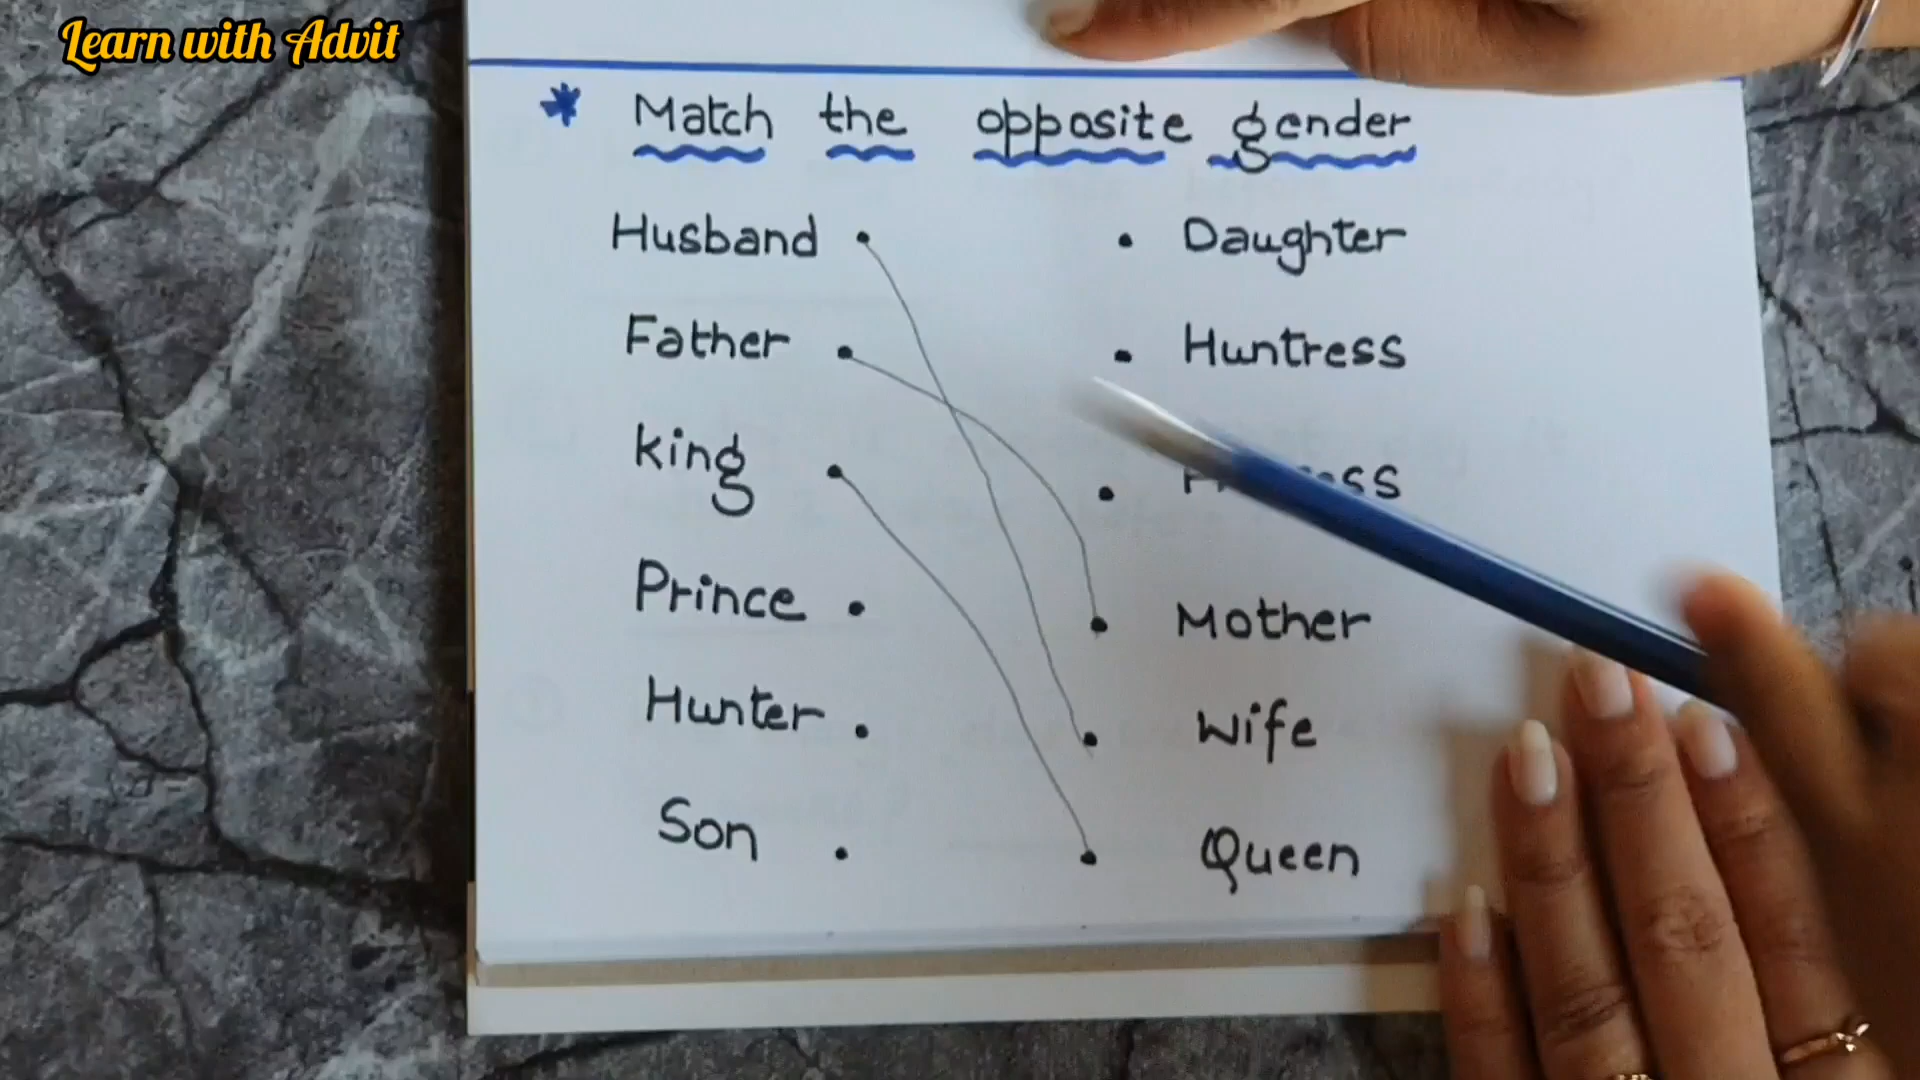 Learn with Advit
* Match the opposite gender
Husband • • Daughter
Father • • Huntress
king •
Prince • • Mother
Hunter • • Wife
Son • • Queen